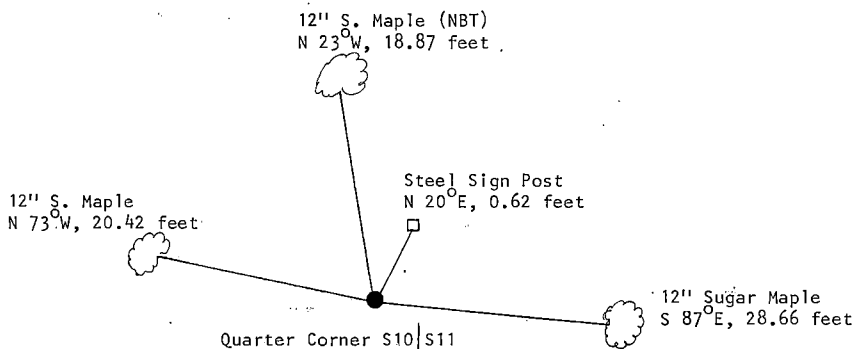 12" S. Maple (NBT)
N 23°W, 18.87 feet
Steel Sign Post
N 20°E, 0.62 feet
12" S. Maple
N 73°W, 20.42 feet
12" Sugar Maple
S 87°E, 28.66 feet
Quarter Corner S10|S11